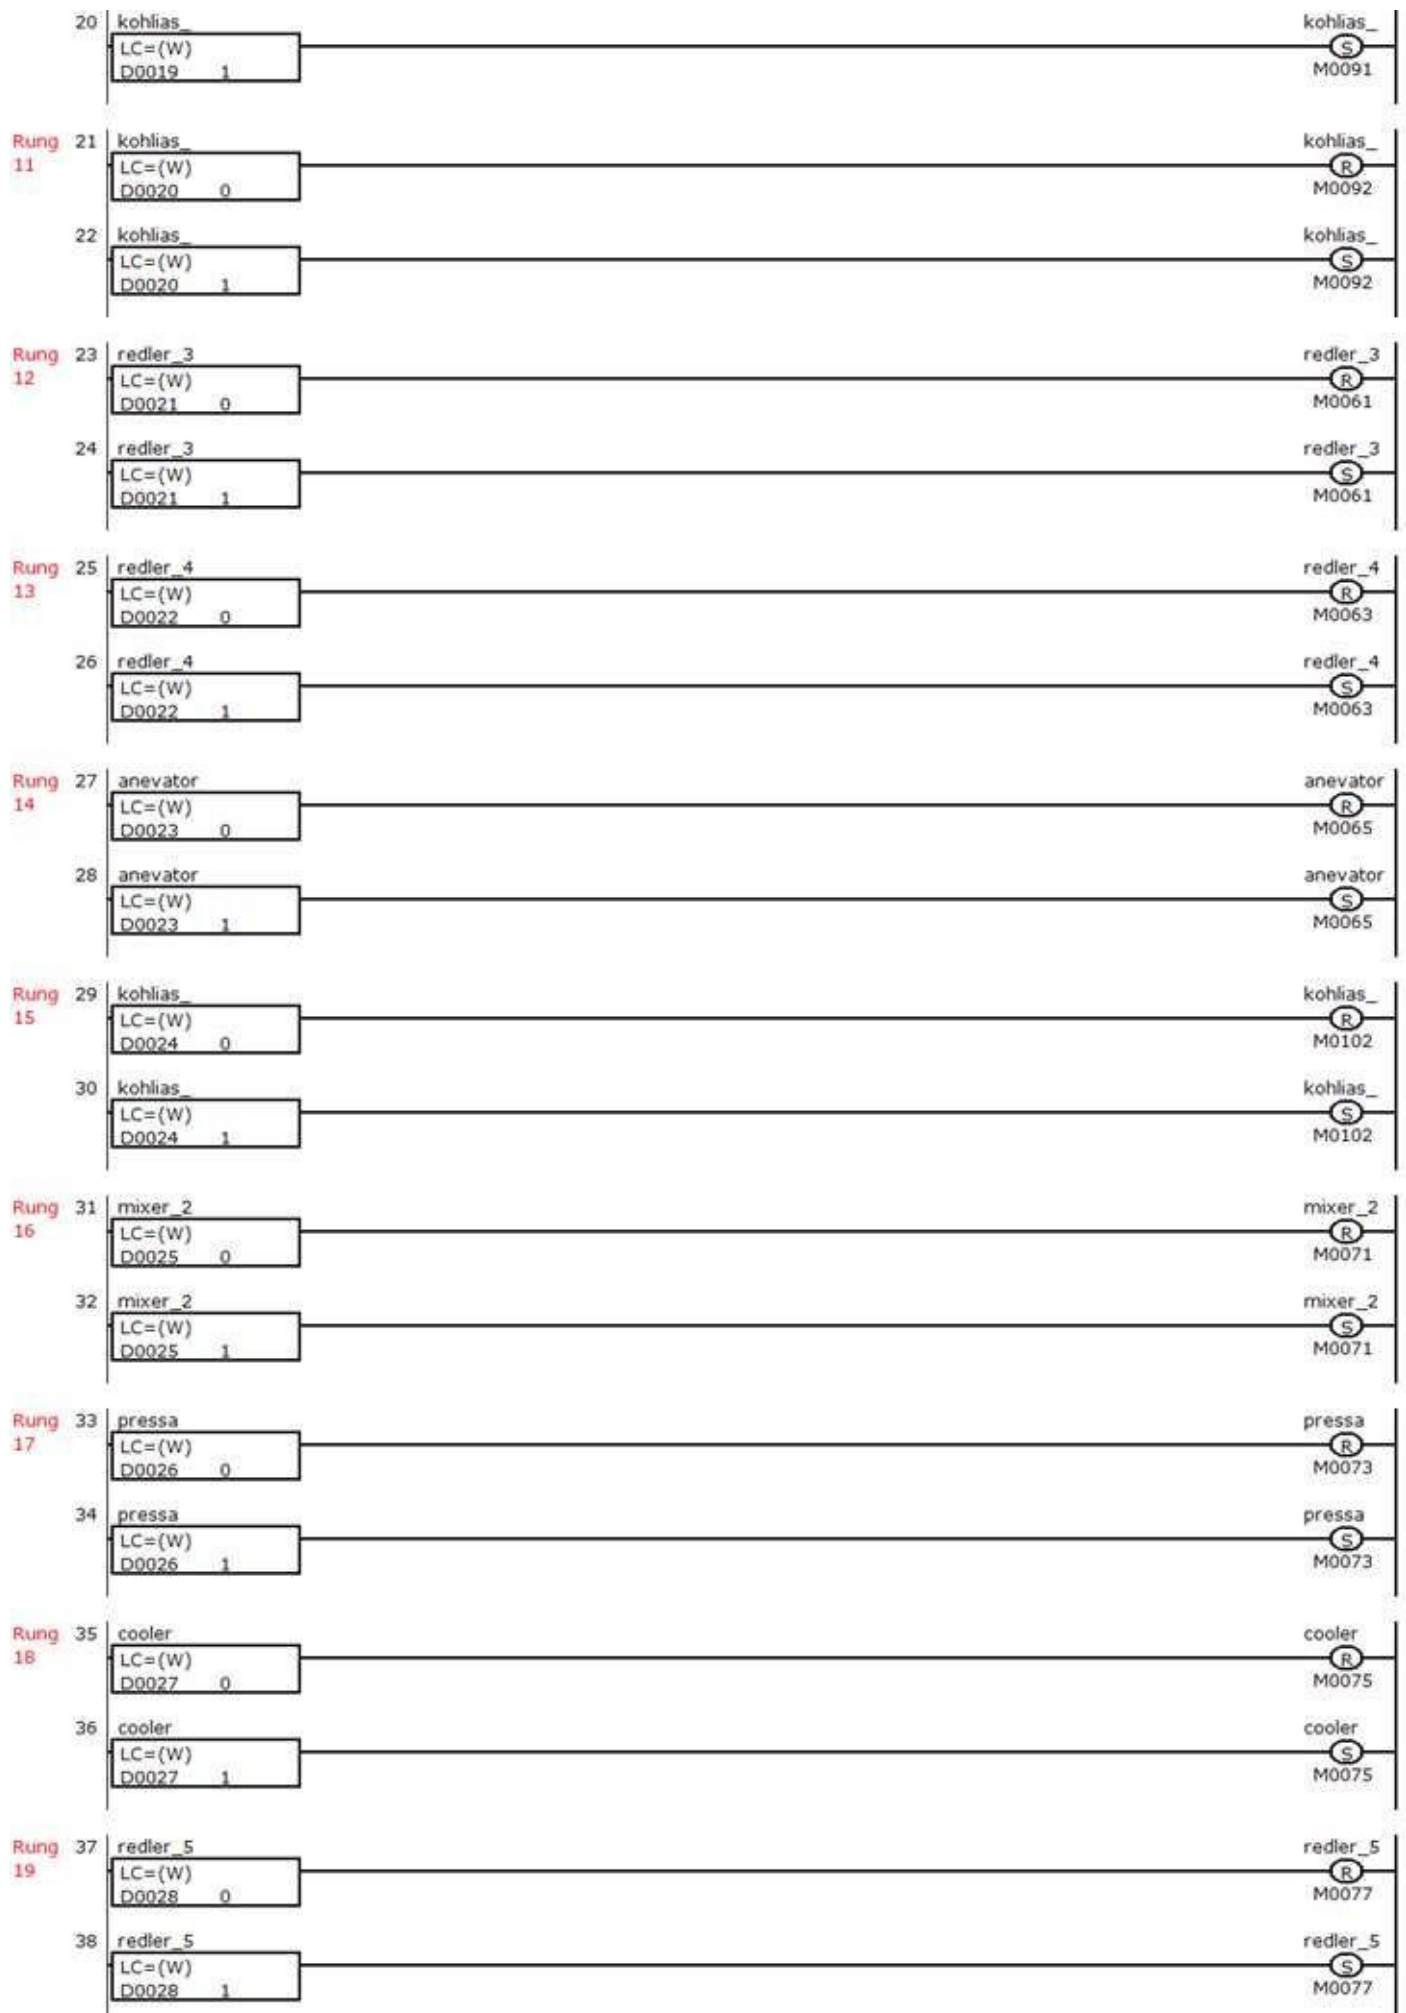 20 kohlias_ kohlias_
LC=(W) S
D0019 1 M0091
Rung 21 kohlias_ kohlias_
11 LC=(W) R
D0020 0 M0092
22 kohlias_ kohlias_
LC=(W) S
D0020 1 M0092
Rung 23 redler_3 redler_3
12 LC=(W) R
D0021 0 M0061
24 redler_3 redler_3
LC=(W) S
D0021 1 M0061
Rung 25 redler_4 redler_4
13 LC=(W) R
D0022 0 M0063
26 redler_4 redler_4
LC=(W) S
D0022 1 M0063
Rung 27 anevator anevator
14 LC=(W) R
D0023 0 M0065
28 anevator anevator
LC=(W) S
D0023 1 M0065
Rung 29 kohlias_ kohlias_
15 LC=(W) R
D0024 0 M0102
30 kohlias_ kohlias_
LC=(W) S
D0024 1 M0102
Rung 31 mixer_2 mixer_2
16 LC=(W) R
D0025 0 M0071
32 mixer_2 mixer_2
LC=(W) S
D0025 1 M0071
Rung 33 pressa pressa
17 LC=(W) R
D0026 0 M0073
34 pressa pressa
LC=(W) S
D0026 1 M0073
Rung 35 cooler cooler
18 LC=(W) R
D0027 0 M0075
36 cooler cooler
LC=(W) S
D0027 1 M0075
Rung 37 redler_5 redler_5
19 LC=(W) R
D0028 0 M0077
38 redler_5 redler_5
LC=(W) S
D0028 1 M0077